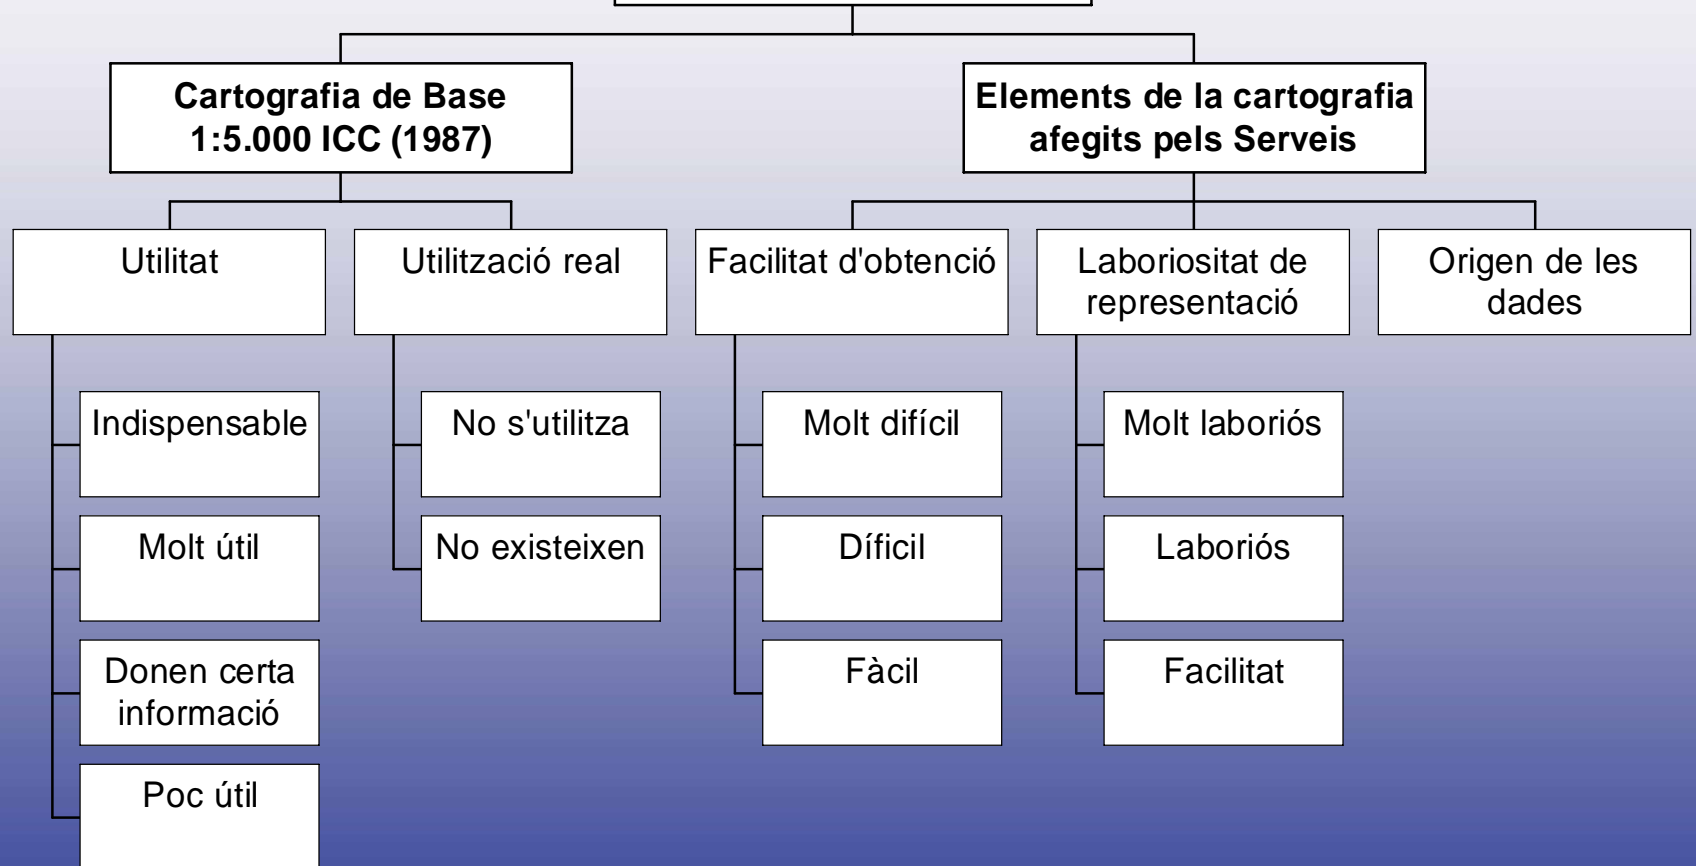 Cartografia de Base
1:5.000 ICC (1987)
Elements de la cartografia
afegits pels Serveis
Utilitat
Utilització real
Facilitat d'obtenció
Laboriositat de
representació
Origen de les
dades
Indispensable
No s'utilitza
Molt difícil
Molt laboriós
Molt útil
No existeixen
Díficil
Laboriós
Donen certa
informació
Fàcil
Facilitat
Poc útil